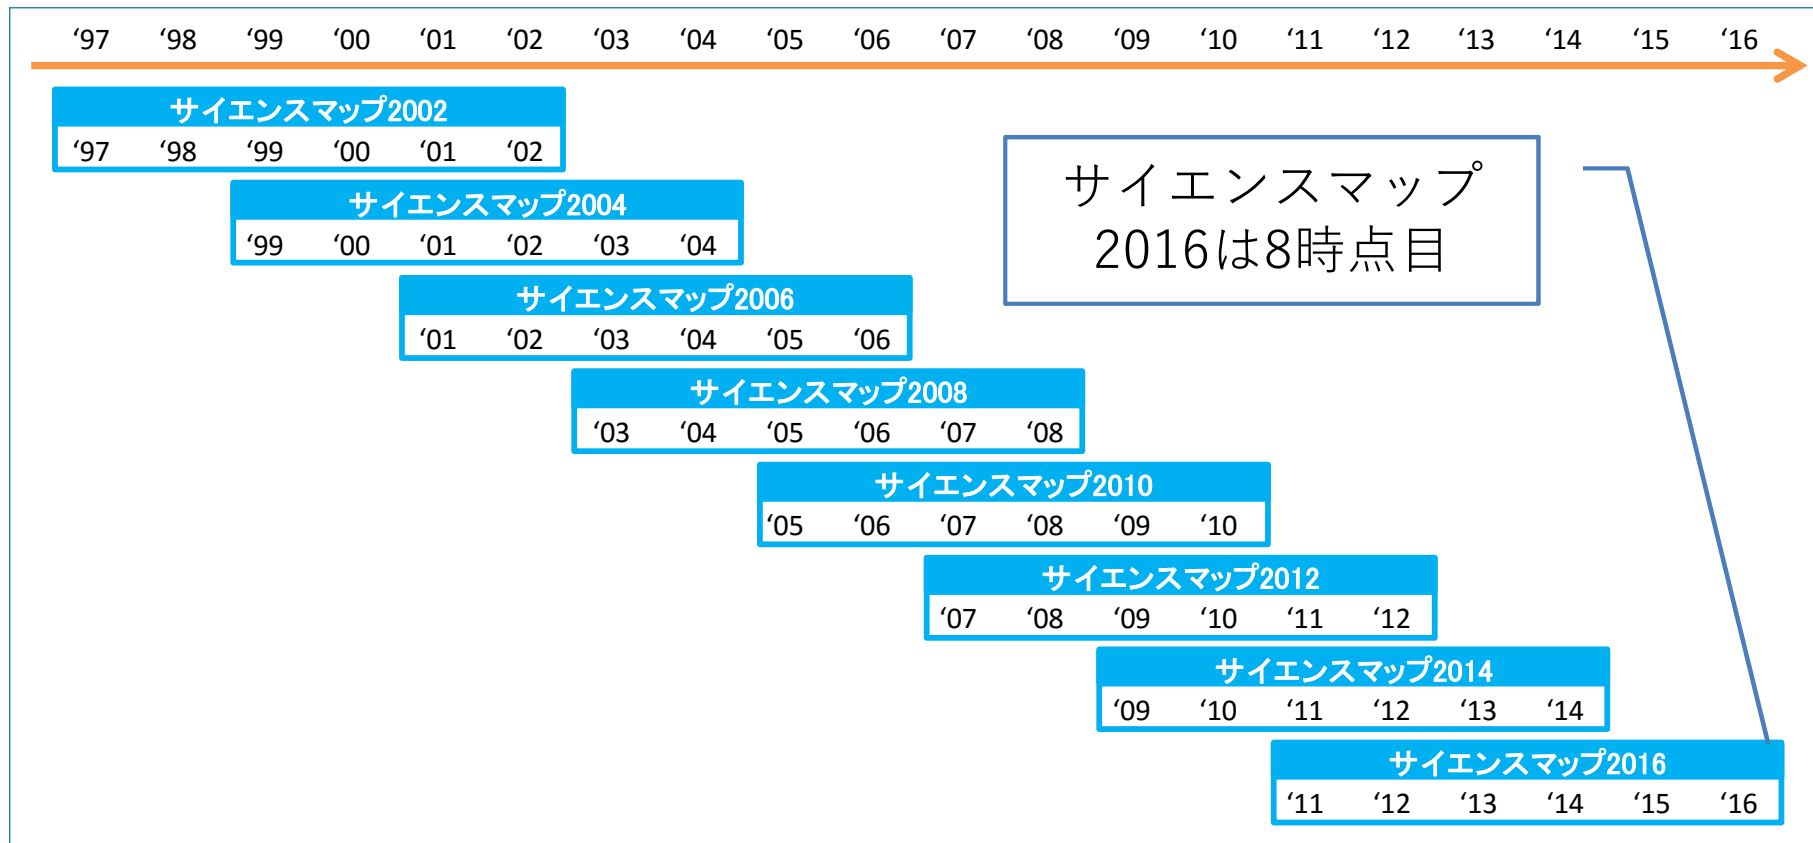 ‘97 ‘98 ‘99 ‘00 ‘01 ‘02 ‘03 ‘04 ‘05 ‘06 ‘07 ‘08 ‘09 ‘10 ‘11 ‘12 ‘13 ‘14 ‘15 ‘16
サイエンスマップ2002
‘97 ‘98 ‘99 ‘00 ‘01 ‘02
サイエンスマップ2004
‘99 ‘00 ‘01 ‘02 ‘03 ‘04
サイエンスマップ2006
‘01 ‘02 ‘03 ‘04 ‘05 ‘06
サイエンスマップ2008
‘03 ‘04 ‘05 ‘06 ‘07 ‘08
サイエンスマップ2010
‘05 ‘06 ‘07 ‘08 ‘09 ‘10
サイエンスマップ2012
‘07 ‘08 ‘09 ‘10 ‘11 ‘12
サイエンスマップ2014
‘09 ‘10 ‘11 ‘12 ‘13 ‘14
サイエンスマップ2016
‘11 ‘12 ‘13 ‘14 ‘15 ‘16
サイエンスマップ
2016は8時点目